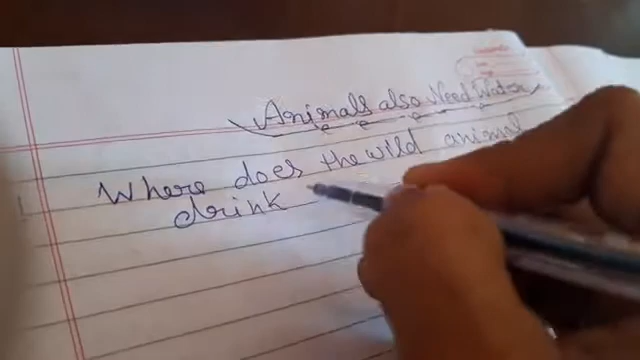 Animals also Need Water
Where does the wild animal
drink